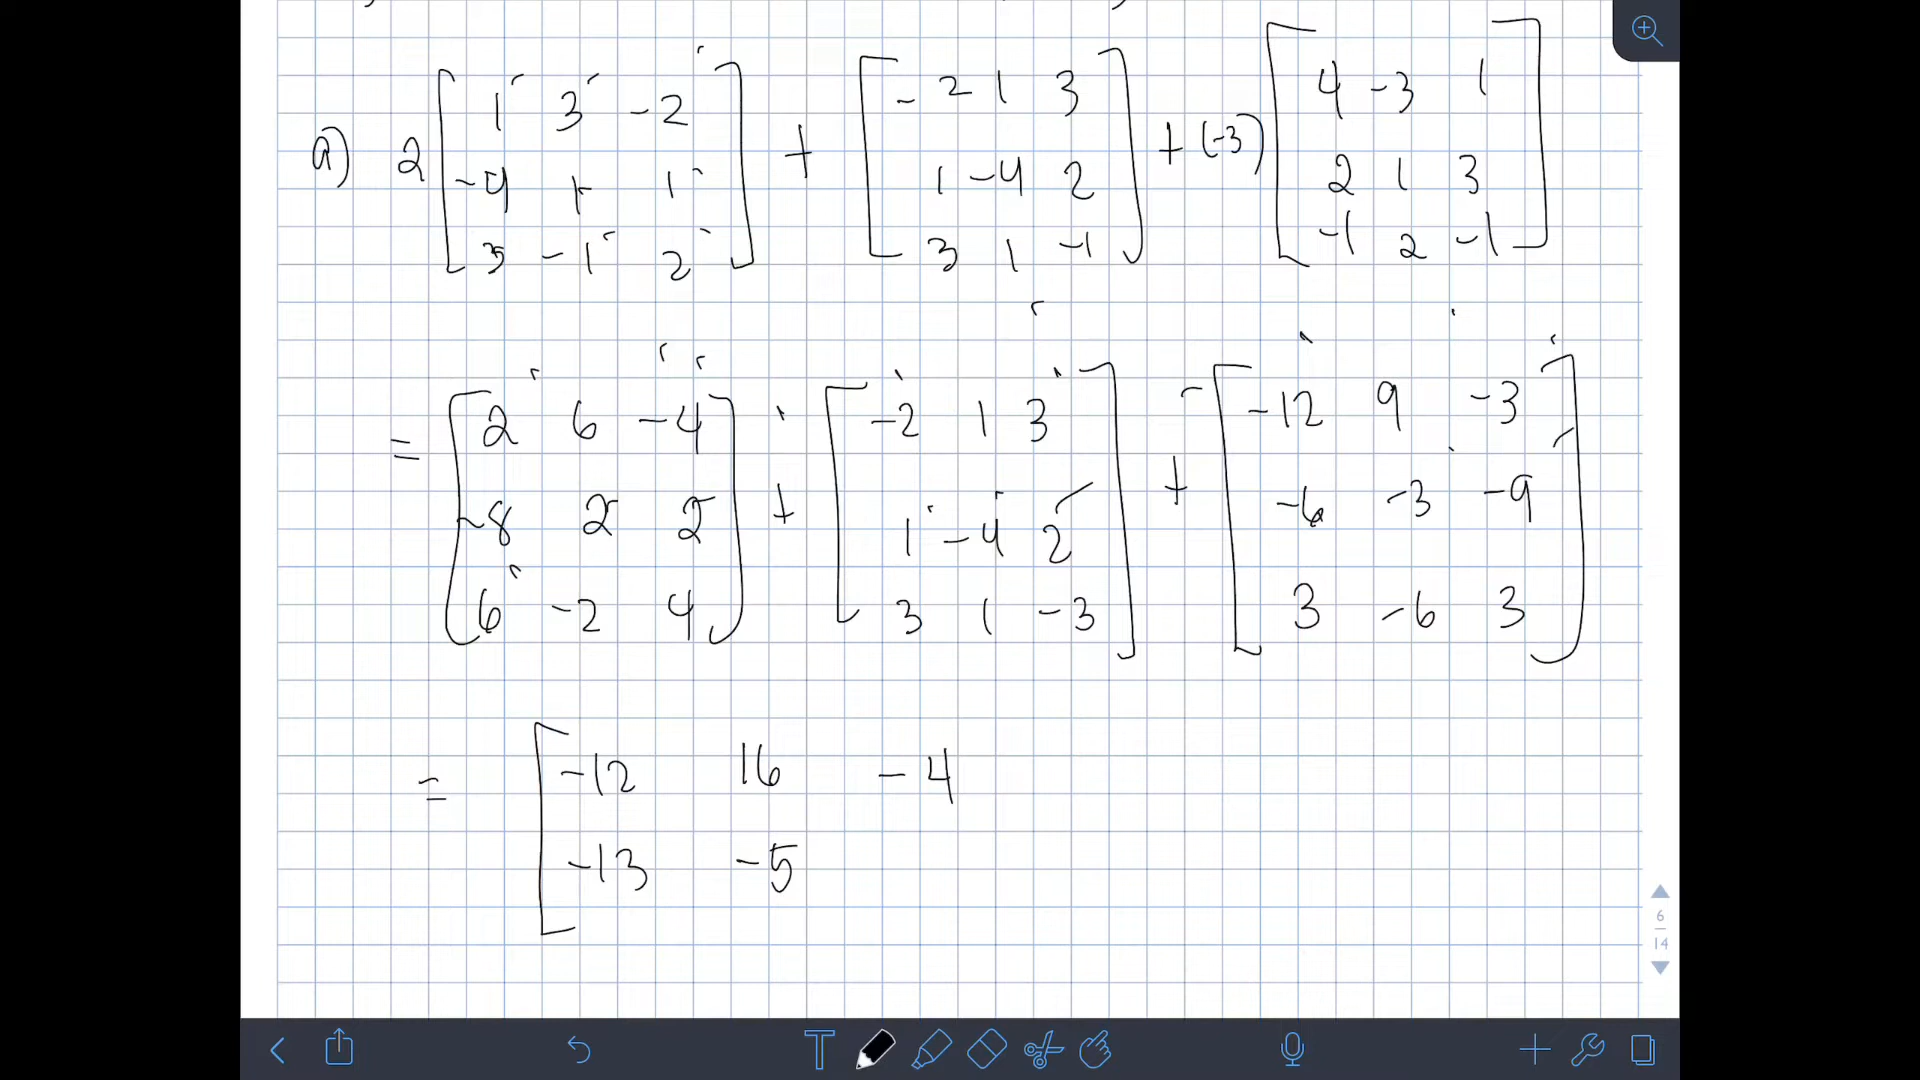 1 3 -2 -2 1 3 4 -3 1
a) 2 -4 1 1 + 1 -4 2 + (-3) 2 1 3
3 -1 2 3 1 -1 -1 2 -1
2 6 -4 -2 1 3 -12 9 -3
= -8 2 2 + 1 -4 2 + -6 -3 -9
6 -2 4 3 1 -3 3 -6 3
= -12 16 -4
-13 -5
6
14
T